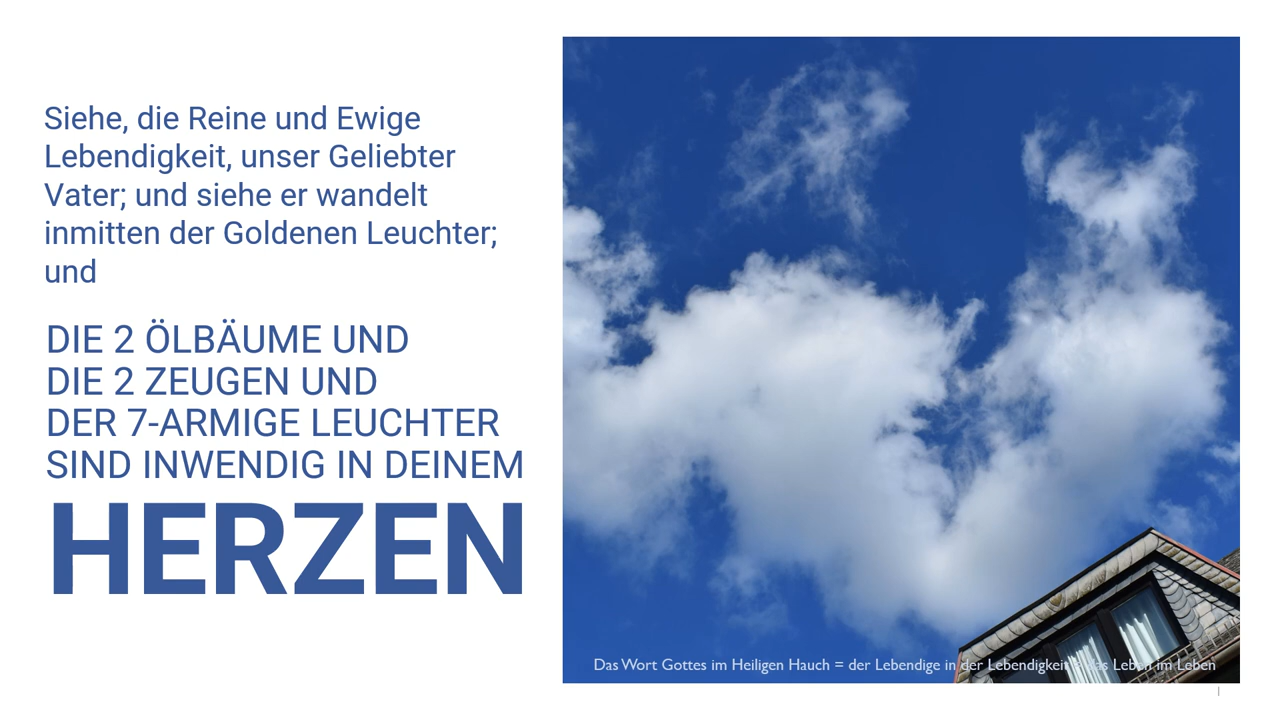 Siehe, die Reine und Ewige
Lebendigkeit, unser Geliebter
Vater; und siehe er wandelt
inmitten der Goldenen Leuchter;
und
DIE 2 ÖLBÄUME UND
DIE 2 ZEUGEN UND
DER 7-ARMIGE LEUCHTER
SIND INWENDIG IN DEINEM
HERZEN
Das Wort Gottes im Heiligen Hauch = der Lebendige in der Lebendigkeit = das Leben im Leben